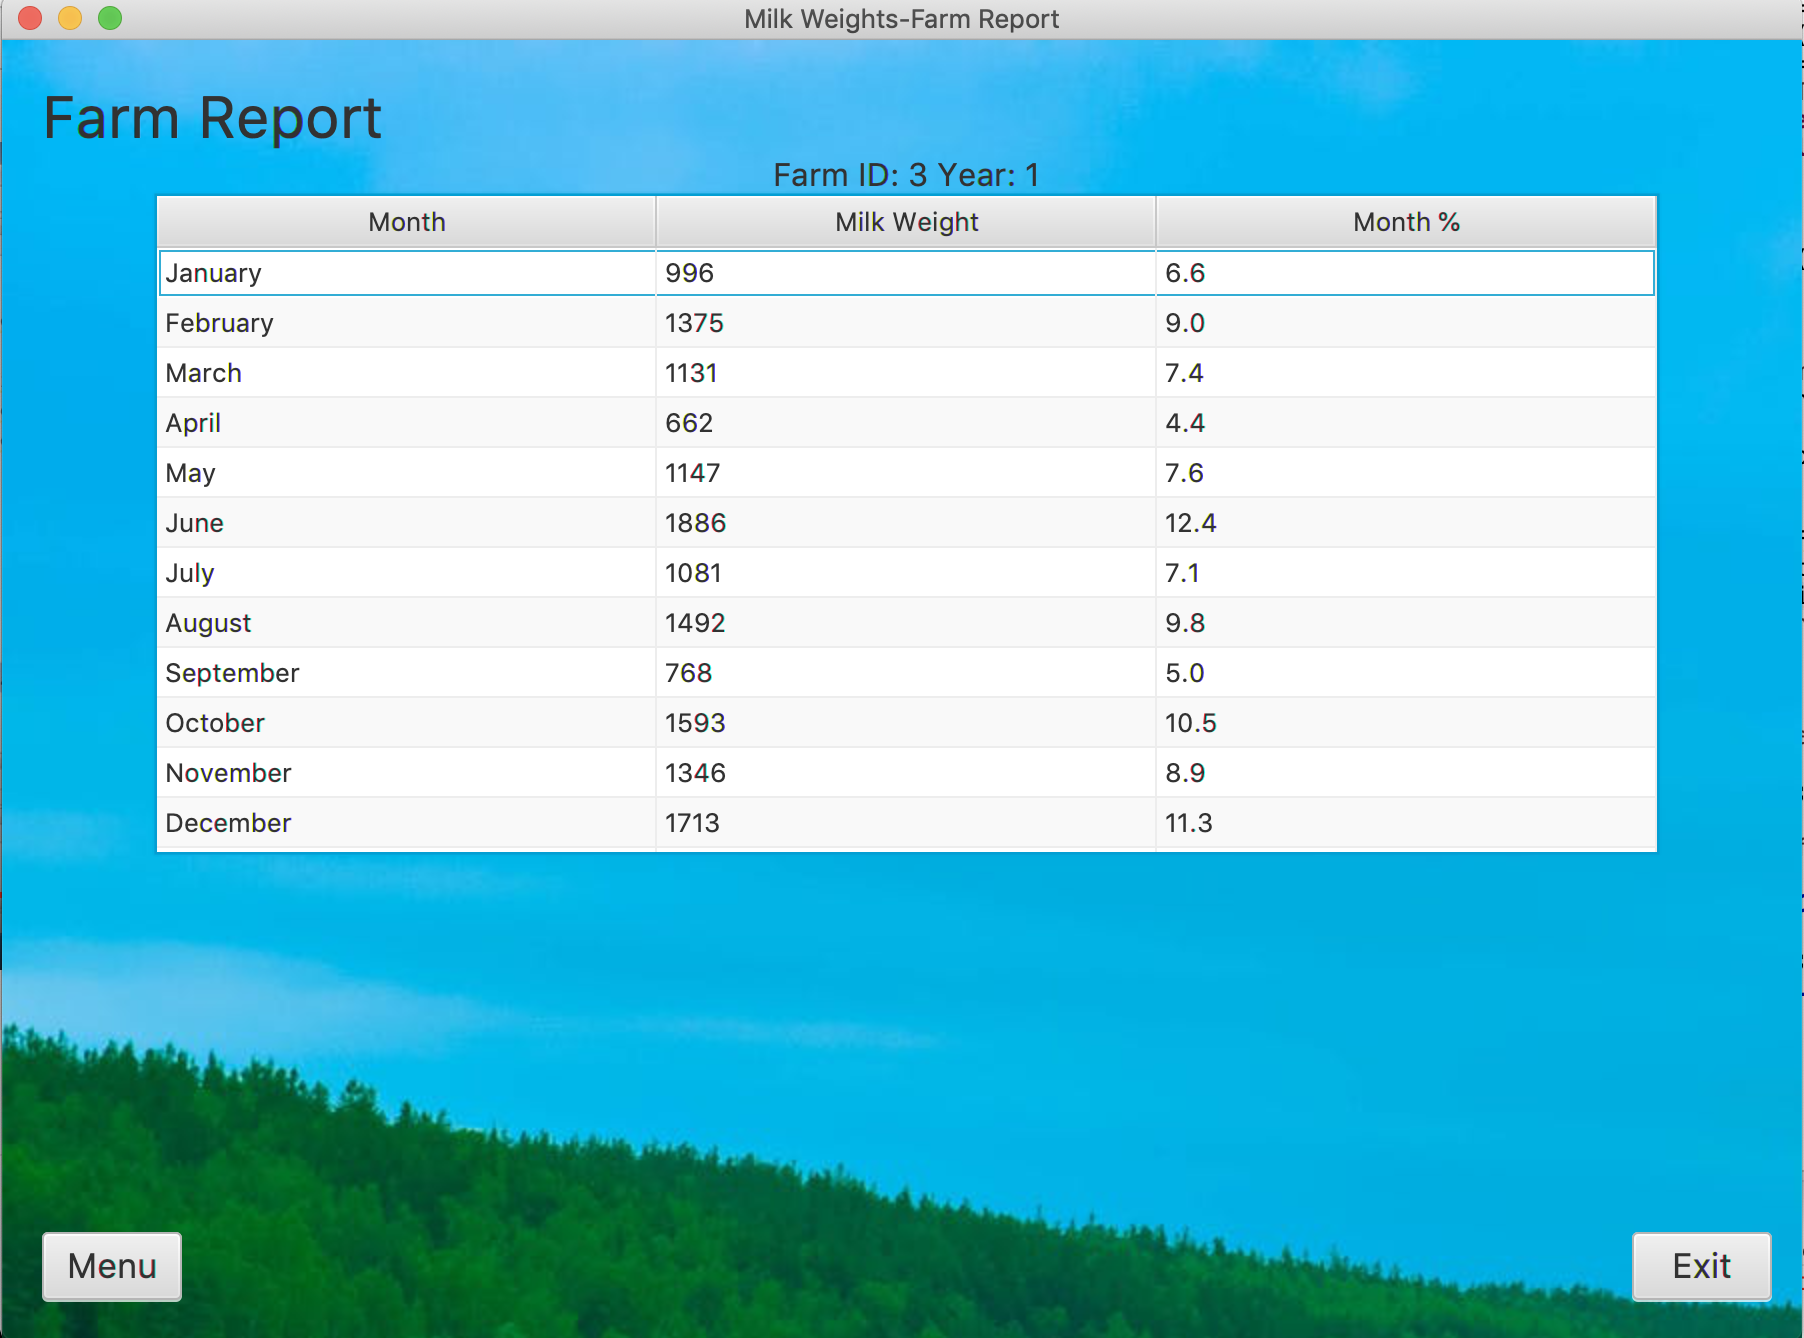 Milk Weights-Farm Report
Farm Report
Farm ID: 3 Year: 1
Month Milk Weight Month %
January 996 6.6
February 1375 9.0
March 1131 7.4
April 662 4.4
May 1147 7.6
June 1886 12.4
July 1081 7.1
August 1492 9.8
September 768 5.0
October 1593 10.5
November 1346 8.9
December 1713 11.3
Menu Exit